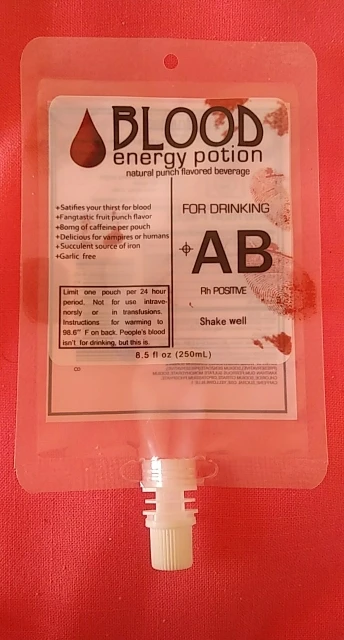 BLOOD
energy potion
natural punch flavored beverage
+Satifies your thirst for blood
+Fangtastic fruit punch flavor
+80mg of caffeine per pouch
+Delicious for vampires or humans
+Succulent source of iron
+Garlic free
FOR DRINKING
AB
Rh POSITIVE
Shake well
Limit one pouch per 24 hour
period. Not for use intrave-
norsly or in transfusions.
Instructions for warming to
98.6° F on back. People's blood
isn't for drinking, but this is.
8.5 fl oz (250mL)